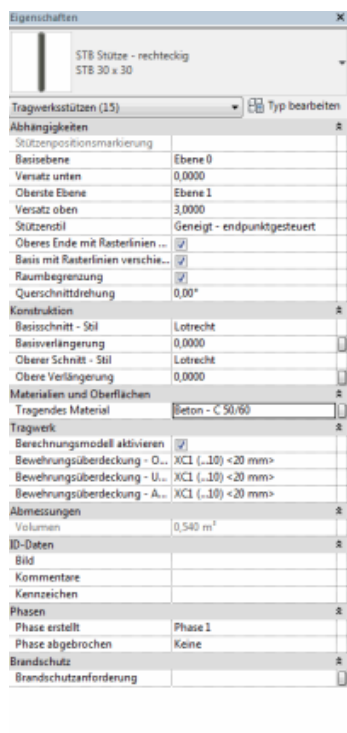 Eigenschaften
STB Stütze - rechteckig
STB 30 x 30
Tragwerksstützen (15) Typ bearbeiten
Abhängigkeiten
Stützenpositionsmarkierung
Basisebene Ebene 0
Versatz unten 0,0000
Oberste Ebene Ebene 1
Versatz oben 3,0000
Stützenstil Geneigt - endpunktgesteuert
Oberes Ende mit Rasterlinien ...
Basis mit Rasterlinien verschie...
Raumbegrenzung
Querschnittdrehung 0,00°
Konstruktion
Basisschnitt - Stil Lotrecht
Basisverlängerung 0,0000
Oberer Schnitt - Stil Lotrecht
Obere Verlängerung 0,0000
Materialien und Oberflächen
Tragendes Material Beton - C 50/60
Tragwerk
Berechnungsmodell aktivieren
Bewehrungsüberdeckung - O... XC1 (...10) <20 mm>
Bewehrungsüberdeckung - U... XC1 (...10) <20 mm>
Bewehrungsüberdeckung - A... XC1 (...10) <20 mm>
Abmessungen
Volumen 0,540 m³
ID-Daten
Bild
Kommentare
Kennzeichen
Phasen
Phase erstellt Phase 1
Phase abgebrochen Keine
Brandschutz
Brandschutzanforderung